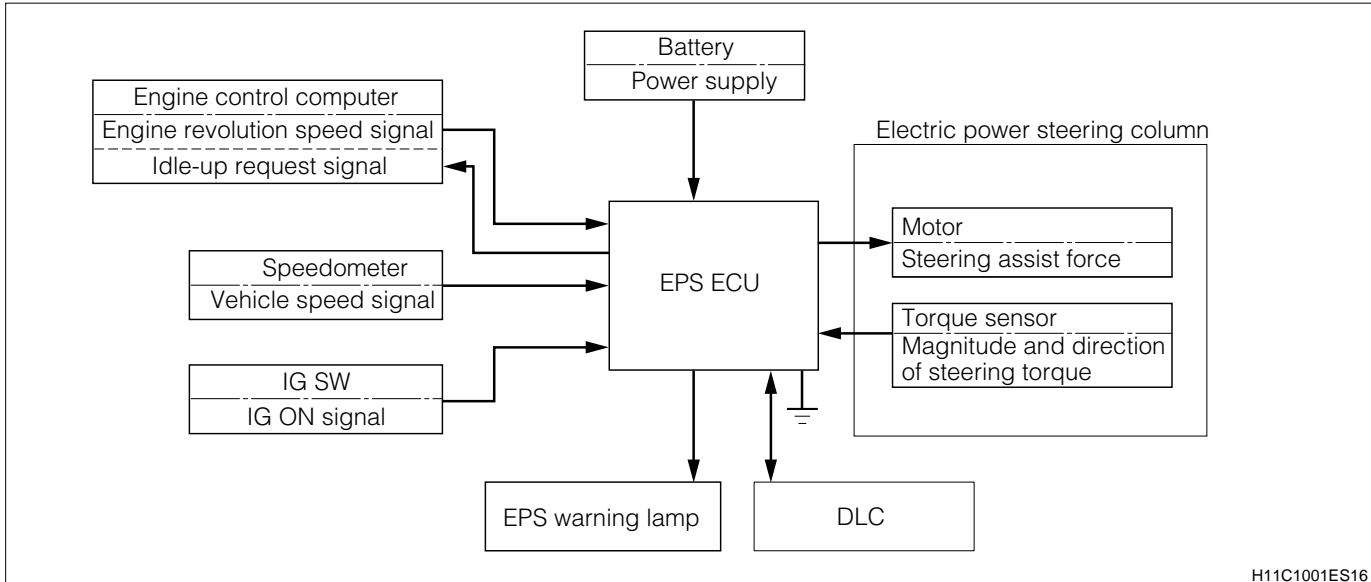 Battery
Power supply
Engine control computer
Engine revolution speed signal
Idle-up request signal
Electric power steering column
Motor
Steering assist force
Speedometer
Vehicle speed signal
EPS ECU
Torque sensor
Magnitude and direction
of steering torque
IG SW
IG ON signal
EPS warning lamp
DLC
H11C1001ES16